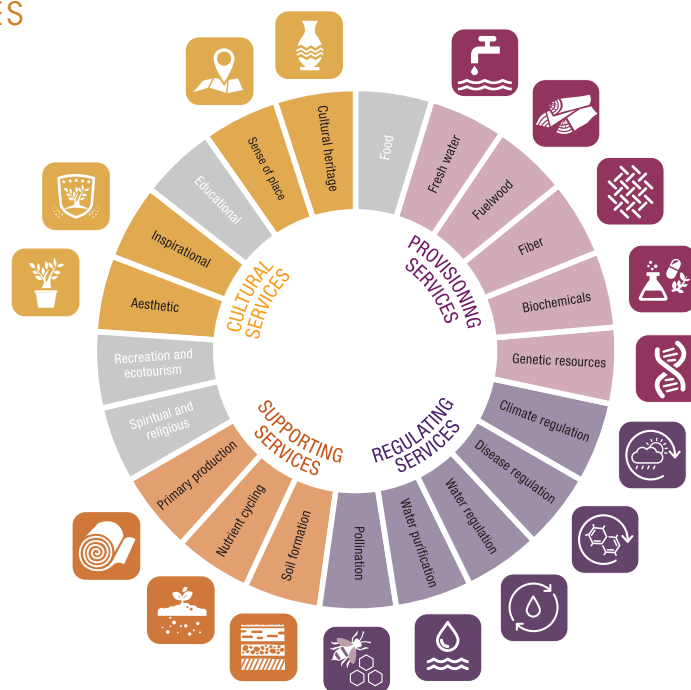 ES
Food
Fresh water
Fuelwood
Fiber
Biochemicals
Genetic resources
Climate regulation
Disease regulation
Water regulation
Water purification
Pollination
Soil formation
Nutrient cycling
Primary production
Spiritual and
religious
Recreation and
ecotourism
Aesthetic
Inspirational
Educational
Sense of place
Cultural heritage
PROVISIONING
SERVICES
REGULATING
SERVICES
SUPPORTING
SERVICES
CULTURAL
SERVICES